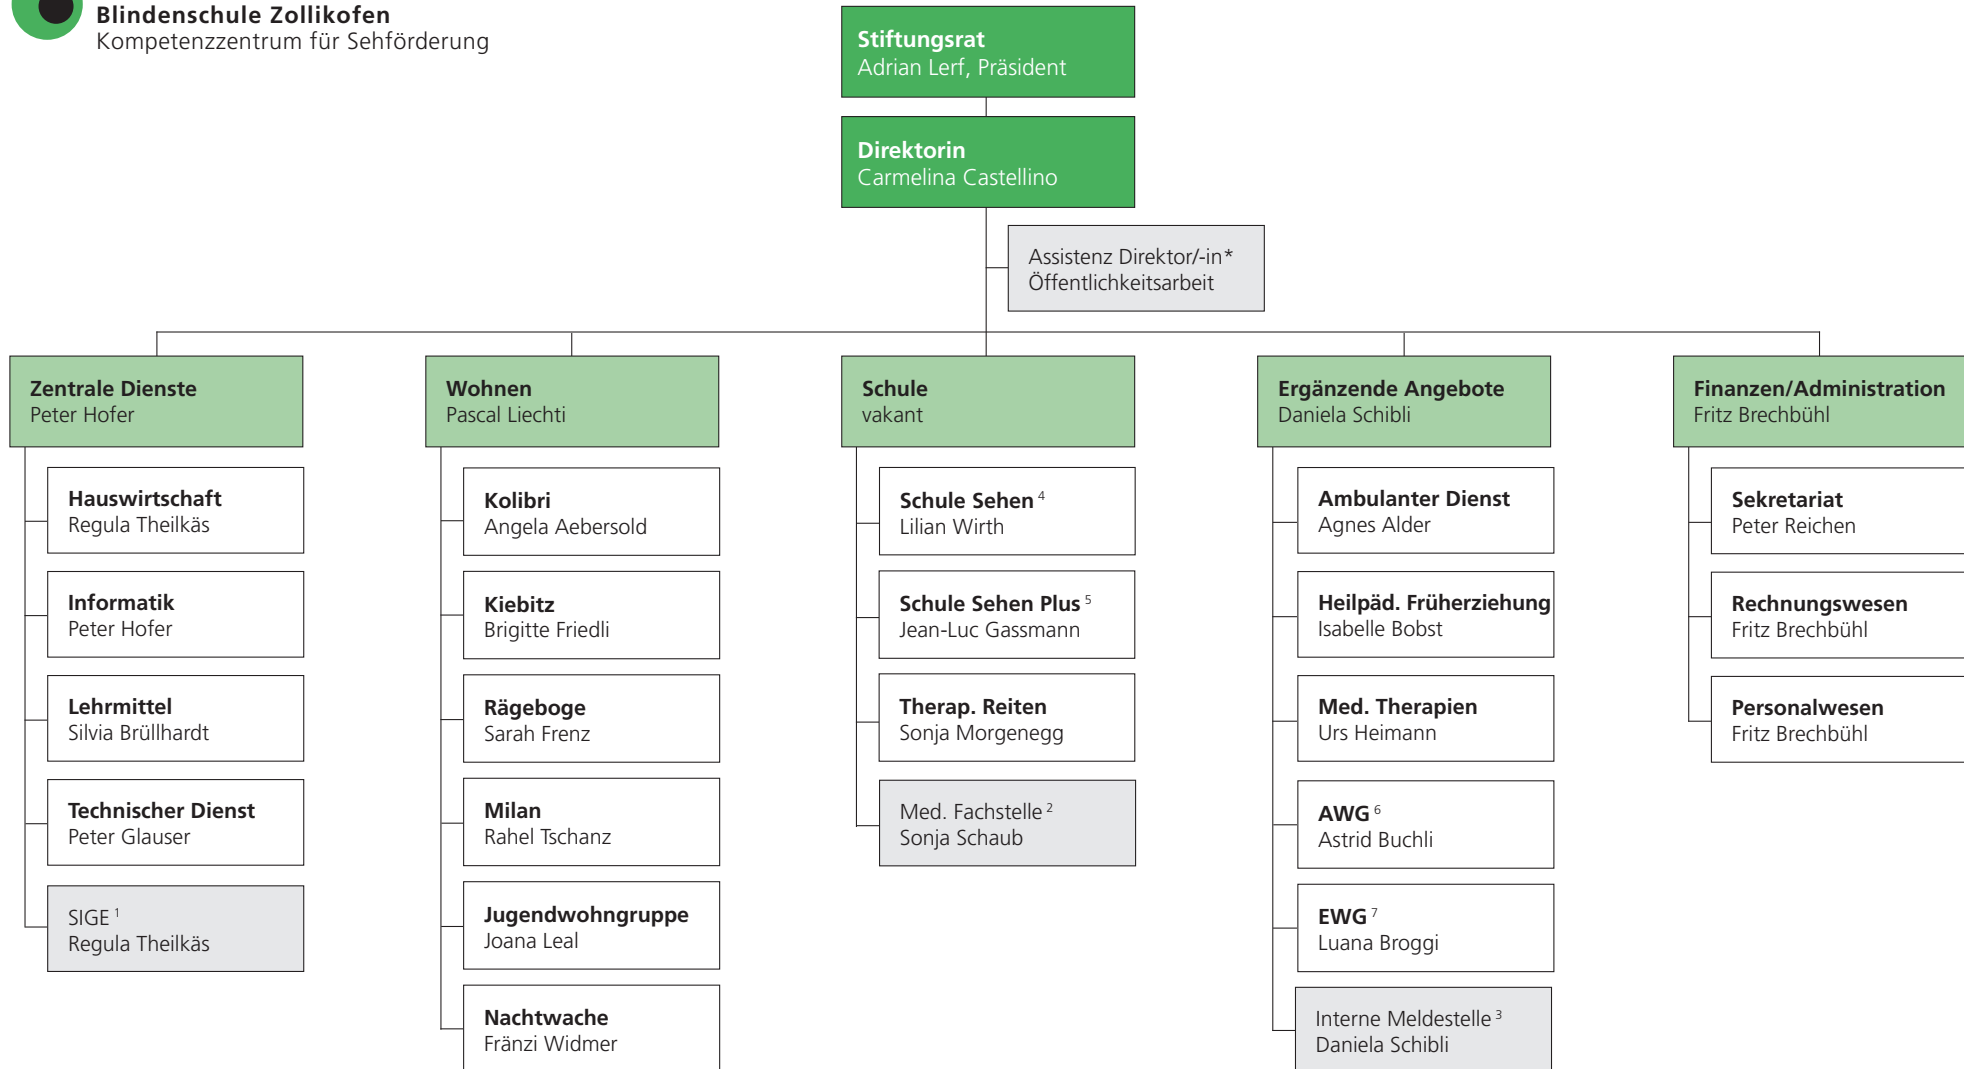 Blindenschule Zollikofen
Kompetenzzentrum für Sehförderung
Stiftungsrat
Adrian Lerf, Präsident
Direktorin
Carmelina Castellino
Assistenz Direktor/-in*
Öffentlichkeitsarbeit
Zentrale Dienste
Peter Hofer
Hauswirtschaft
Regula Theilkäs
Informatik
Peter Hofer
Lehrmittel
Silvia Brüllhardt
Technischer Dienst
Peter Glauser
SIGE ¹
Regula Theilkäs
Wohnen
Pascal Liechti
Kolibri
Angela Aebersold
Kiebitz
Brigitte Friedli
Rägeboge
Sarah Frenz
Milan
Rahel Tschanz
Jugendwohngruppe
Joana Leal
Nachtwache
Fränzi Widmer
Schule
vakant
Schule Sehen ⁴
Lilian Wirth
Schule Sehen Plus ⁵
Jean-Luc Gassmann
Therap. Reiten
Sonja Morgenegg
Med. Fachstelle ²
Sonja Schaub
Ergänzende Angebote
Daniela Schibli
Ambulanter Dienst
Agnes Alder
Heilpäd. Früherziehung
Isabelle Bobst
Med. Therapien
Urs Heimann
AWG ⁶
Astrid Buchli
EWG ⁷
Luana Broggi
Interne Meldestelle ³
Daniela Schibli
Finanzen/Administration
Fritz Brechbühl
Sekretariat
Peter Reichen
Rechnungswesen
Fritz Brechbühl
Personalwesen
Fritz Brechbühl